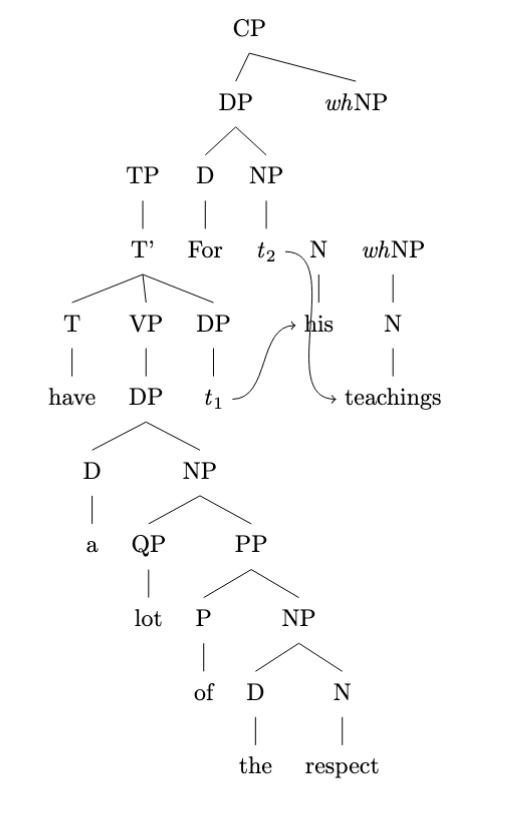 CP
DP whNP
TP D NP
T’ For t₂ N whNP
T VP DP his N
have DP t₁ teachings
D NP
a QP PP
lot P NP
of D N
the respect